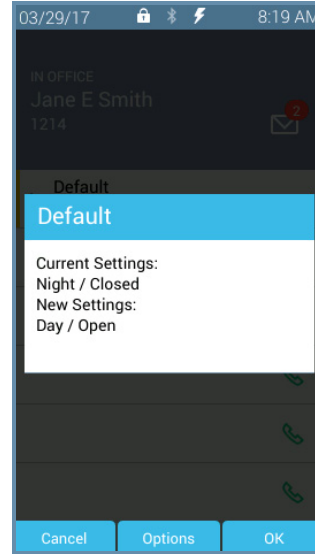 03/29/17 8:19 AM
IN OFFICE
Jane E Smith
1214
2
Default
Default
Current Settings:
Night / Closed
New Settings:
Day / Open
Cancel Options OK